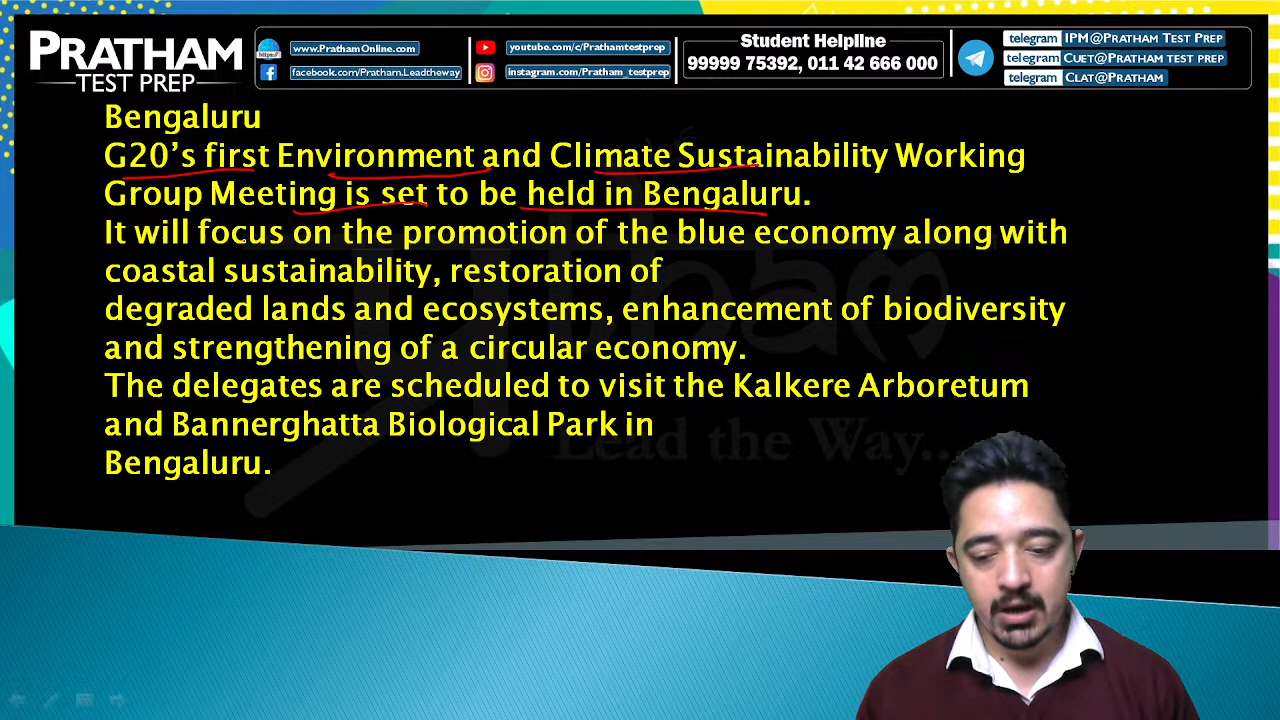 PRATHAM
TEST PREP
https://
www.PrathamOnline.com
facebook.com/Pratham.Leadtheway
youtube.com/c/Prathamtestprep
instagram.com/Pratham_testprep
Student Helpline
99999 75392, 011 42 666 000
telegram IPM@PRATHAM TEST PREP
telegram CUET@PRATHAM TEST PREP
telegram CLAT@PRATHAM
Bengaluru
G20’s first Environment and Climate Sustainability Working
Group Meeting is set to be held in Bengaluru.
It will focus on the promotion of the blue economy along with
coastal sustainability, restoration of
degraded lands and ecosystems, enhancement of biodiversity
and strengthening of a circular economy.
The delegates are scheduled to visit the Kalkere Arboretum
and Bannerghatta Biological Park in
Bengaluru.
Lead the Way...